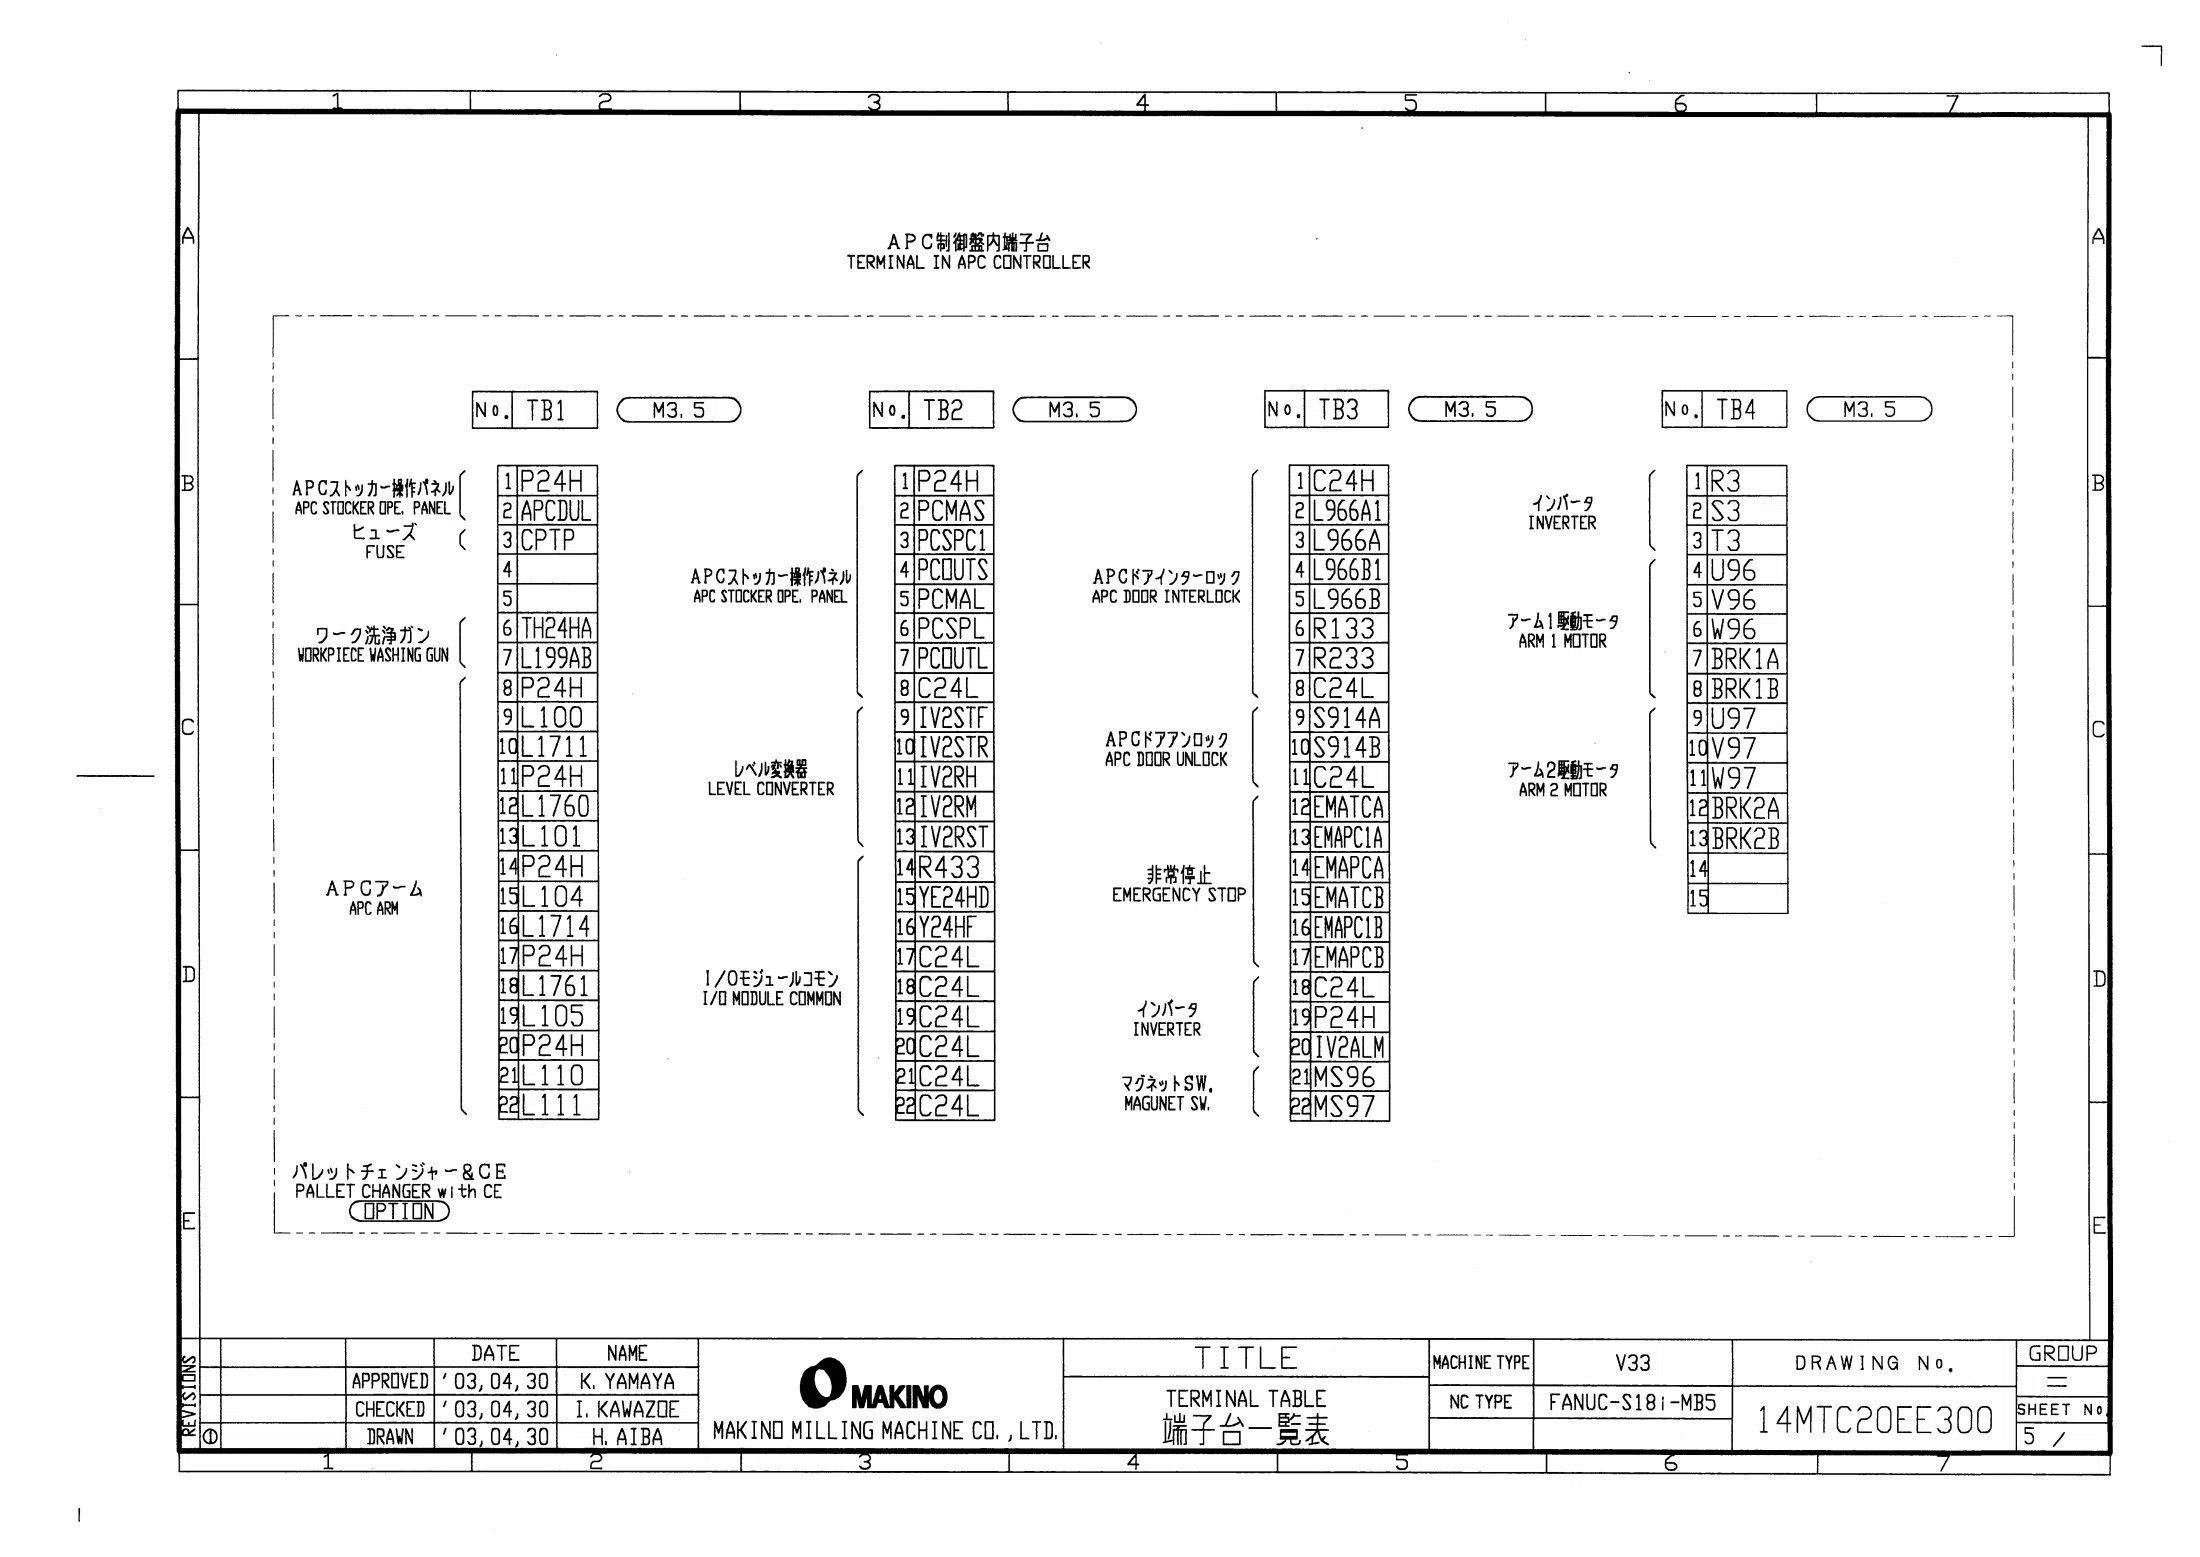 1 2 3 4 5 6 7
A A
APC制御盤内端子台
TERMINAL IN APC CONTROLLER
No. TB1 M3.5
APCストッカー操作パネル
APC STOCKER OPE. PANEL
ヒューズ
FUSE
ワーク洗浄ガン
WORKPIECE WASHING GUN
APCアーム
APC ARM
1 P24H
2 APCDUL
3 CPTP
4
5
6 TH24HA
7 L199AB
8 P24H
9 L100
10 L1711
11 P24H
12 L1760
13 L101
14 P24H
15 L104
16 L1714
17 P24H
18 L1761
19 L105
20 P24H
21 L110
22 L111
No. TB2 M3.5
APCストッカー操作パネル
APC STOCKER OPE. PANEL
レベル変換器
LEVEL CONVERTER
I/Oモジュールコモン
I/O MODULE COMMON
1 P24H
2 PCMAS
3 PCSPC1
4 PCOUTS
5 PCMAL
6 PCSPL
7 PCOUTL
8 C24L
9 IV2STF
10 IV2STR
11 IV2RH
12 IV2RM
13 IV2RST
14 R433
15 YE24HD
16 Y24HF
17 C24L
18 C24L
19 C24L
20 C24L
21 C24L
22 C24L
No. TB3 M3.5
APCドアインターロック
APC DOOR INTERLOCK
APCドアアンロック
APC DOOR UNLOCK
非常停止
EMERGENCY STOP
インバータ
INVERTER
マグネットSW.
MAGUNET SW.
1 C24H
2 L966A1
3 L966A
4 L966B1
5 L966B
6 R133
7 R233
8 C24L
9 S914A
10 S914B
11 C24L
12 EMATCA
13 EMAPC1A
14 EMAPCA
15 EMATCB
16 EMAPC1B
17 EMAPCB
18 C24L
19 P24H
20 IV2ALM
21 MS96
22 MS97
No. TB4 M3.5
インバータ
INVERTER
アーム1駆動モータ
ARM 1 MOTOR
アーム2駆動モータ
ARM 2 MOTOR
1 R3
2 S3
3 T3
4 U96
5 V96
6 W96
7 BRK1A
8 BRK1B
9 U97
10 V97
11 W97
12 BRK2A
13 BRK2B
14
15
B B
C C
D D
E E
パレットチェンジャー&CE
PALLET CHANGER with CE
OPTION
REVISIONS
①
DATE NAME
APPROVED '03,04,30 K. YAMAYA
CHECKED '03,04,30 I. KAWAZOE
DRAWN '03,04,30 H. AIBA
MAKINO
MAKINO MILLING MACHINE CO.,LTD.
TITLE
TERMINAL TABLE
端子台一覧表
MACHINE TYPE V33
NC TYPE FANUC-S18i-MB5
DRAWING No.
14MTC20EE300
GROUP
=
SHEET No.
5 /
1 2 3 4 5 6 7